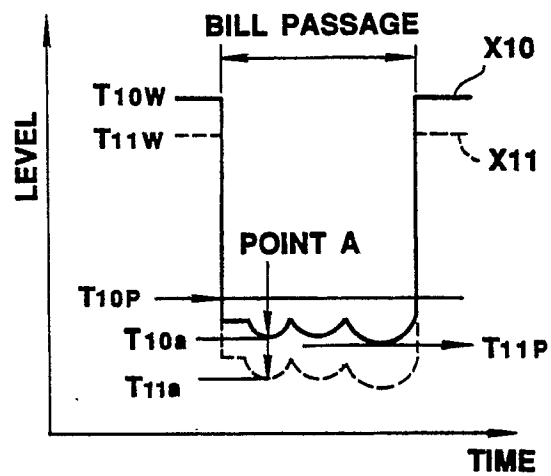 BILL PASSAGE
X10
T10W
T11W
X11
LEVEL
POINT A
T10P
T10a
T11P
T11a
TIME